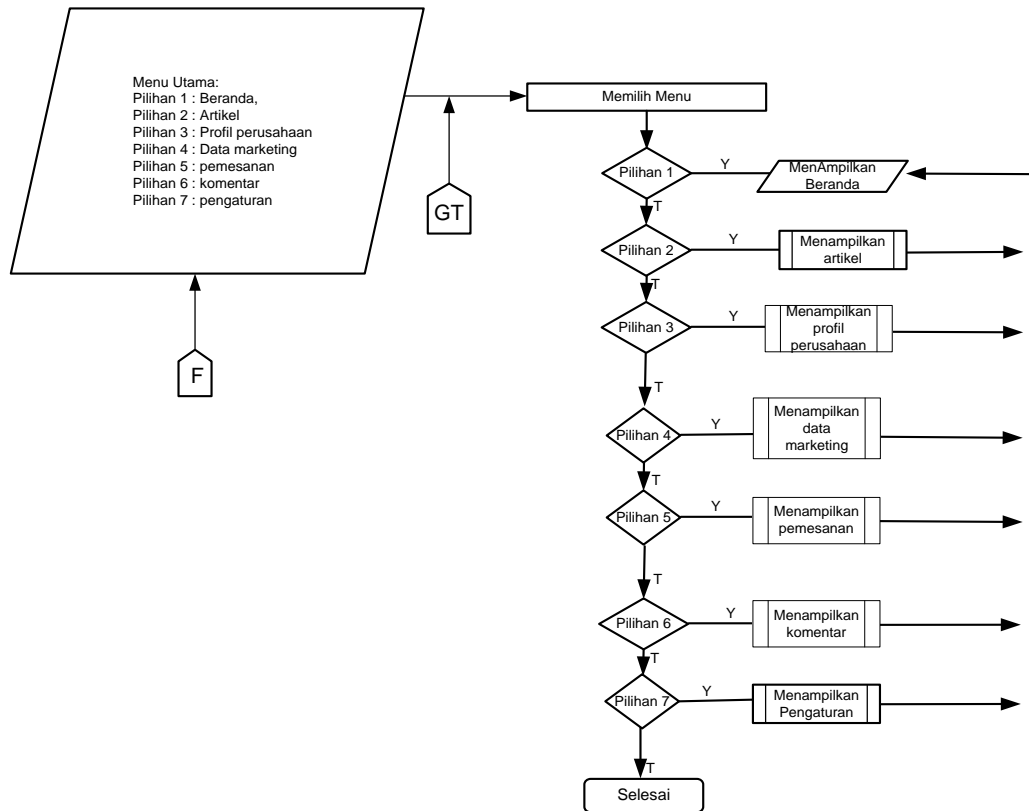 Menu Utama:
Pilihan 1 : Beranda,
Pilihan 2 : Artikel
Pilihan 3 : Profil perusahaan
Pilihan 4 : Data marketing
Pilihan 5 : pemesanan
Pilihan 6 : komentar
Pilihan 7 : pengaturan
F
GT
Memilih Menu
Pilihan 1
Y
MenAmpilkan
Beranda
T
Pilihan 2
Y
Menampilkan
artikel
T
Pilihan 3
Y
Menampilkan
profil
perusahaan
T
Pilihan 4
Y
Menampilkan
data
marketing
T
Pilihan 5
Y
Menampilkan
pemesanan
T
Pilihan 6
Y
Menampilkan
komentar
T
Pilihan 7
Y
Menampilkan
Pengaturan
T
Selesai